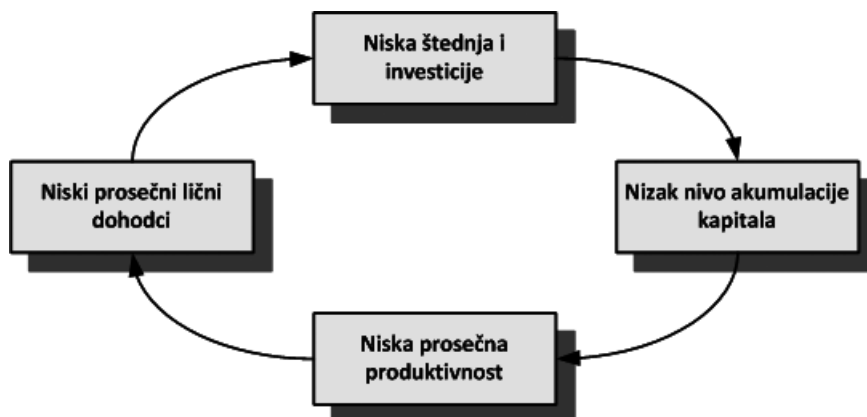 Niska štednja i
investicije
Niski prosečni lični
dohodci
Nizak nivo akumulacije
kapitala
Niska prosečna
produktivnost